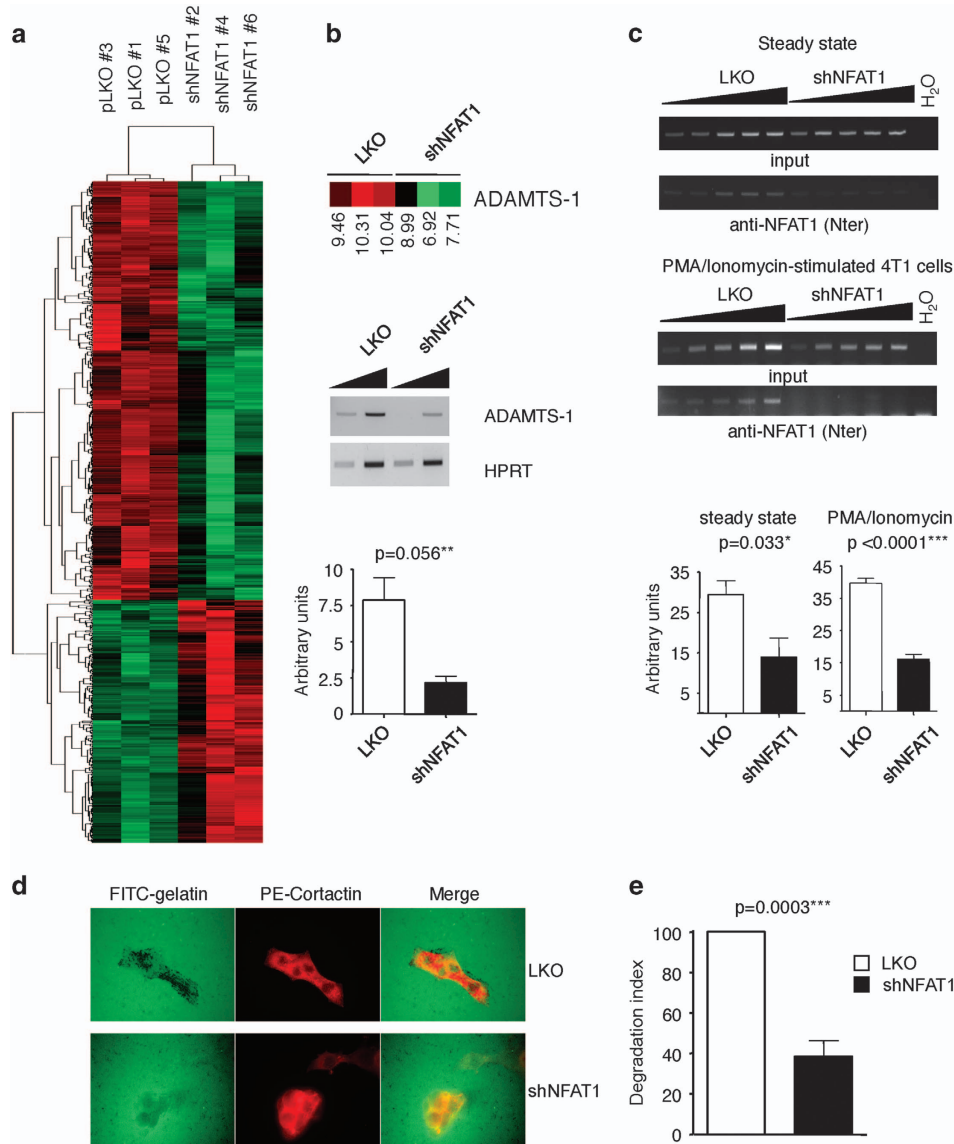 a
pLKO #3
pLKO #1
pLKO #5
shNFAT1 #2
shNFAT1 #4
shNFAT1 #6
b
LKO
shNFAT1
ADAMTS-1
9.46
10.31
10.04
8.99
6.92
7.71
LKO
shNFAT1
ADAMTS-1
HPRT
p=0.056**
Arbitrary units
10
7.5
5
2.5
0
LKO
shNFAT1
c
Steady state
LKO
shNFAT1
H2O
input
anti-NFAT1 (Nter)
PMA/Ionomycin-stimulated 4T1 cells
LKO
shNFAT1
H2O
input
anti-NFAT1 (Nter)
steady state
p=0.033*
Arbitrary units
35
25
15
5
LKO
shNFAT1
PMA/Ionomycin
p <0.0001***
45
30
15
5
LKO
shNFAT1
d
FITC-gelatin
PE-Cortactin
Merge
LKO
shNFAT1
e
p=0.0003***
Degradation index
100
80
60
40
20
0
LKO
shNFAT1